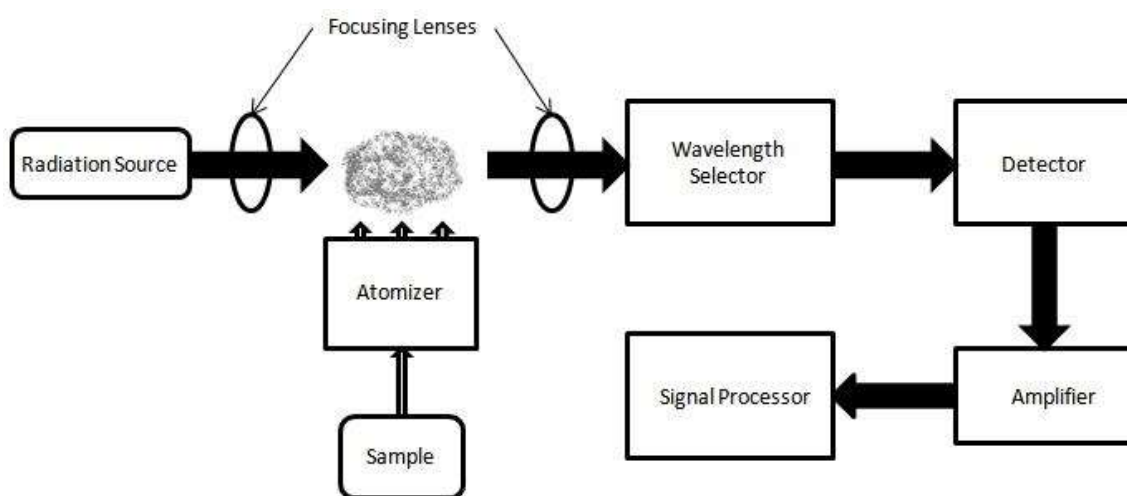 Focusing Lenses
Radiation Source
Wavelength
Selector
Detector
Atomizer
Signal Processor
Amplifier
Sample